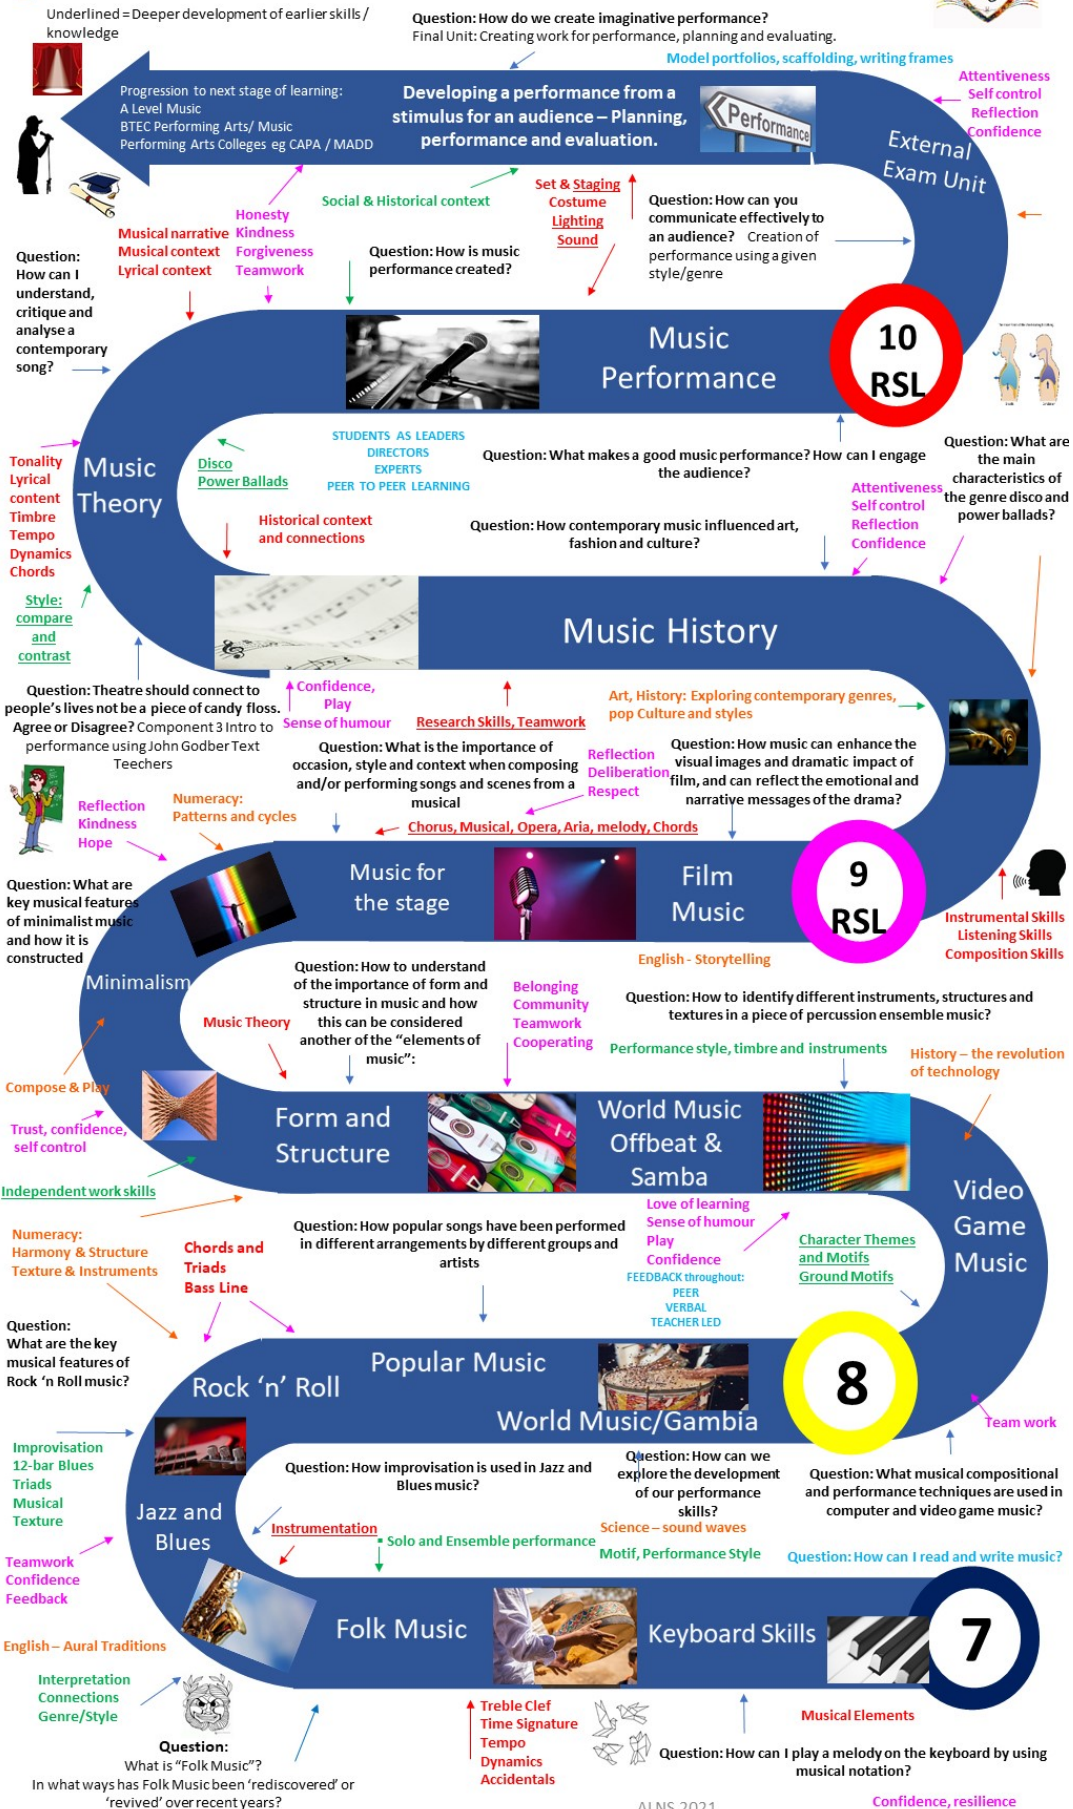 Underlined = Deeper development of earlier skills /
knowledge
Question: How do we create imaginative performance?
Final Unit: Creating work for performance, planning and evaluating.
Model portfolios, scaffolding, writing frames
Attentiveness
Self control
Reflection
Confidence
Progression to next stage of learning:
A Level Music
BTEC Performing Arts/ Music
Performing Arts Colleges eg CAPA / MADD
Developing a performance from a
stimulus for an audience – Planning,
performance and evaluation.
Performance
External
Exam Unit
Social & Historical context
Set & Staging
Costume
Lighting
Sound
Question: How can you
communicate effectively to
an audience? Creation of
performance using a given
style/genre
Honesty
Kindness
Forgiveness
Teamwork
Musical narrative
Musical context
Lyrical context
Question: How is music
performance created?
Question:
How can I
understand,
critique and
analyse a
contemporary
song?
Music
Performance
10
RSL
STUDENTS AS LEADERS
DIRECTORS
EXPERTS
PEER TO PEER LEARNING
Question: What makes a good music performance? How can I engage
the audience?
Question: What are
the main
characteristics of
the genre disco and
power ballads?
Music
Theory
Tonality
Lyrical
content
Timbre
Tempo
Dynamics
Chords
Disco
Power Ballads
Historical context
and connections
Question: How contemporary music influenced art,
fashion and culture?
Attentiveness
Self control
Reflection
Confidence
Style:
compare
and
contrast
Music History
Question: Theatre should connect to
people's lives not be a piece of candy floss.
Agree or Disagree? Component 3 Intro to
performance using John Godber Text
Teechers
Confidence,
Play
Sense of humour
Research Skills, Teamwork
Art, History: Exploring contemporary genres,
pop Culture and styles
Question: What is the importance of
occasion, style and context when composing
and/or performing songs and scenes from a
musical
Reflection
Deliberation
Respect
Question: How music can enhance the
visual images and dramatic impact of
film, and can reflect the emotional and
narrative messages of the drama?
Reflection
Kindness
Hope
Numeracy:
Patterns and cycles
Chorus, Musical, Opera, Aria, melody, Chords
Music for
the stage
Film
Music
9
RSL
Question: What are
key musical features
of minimalist music
and how it is
constructed
Instrumental Skills
Listening Skills
Composition Skills
English - Storytelling
Minimalism
Question: How to understand
of the importance of form and
structure in music and how
this can be considered
another of the “elements of
music”:
Belonging
Community
Teamwork
Cooperating
Question: How to identify different instruments, structures and
textures in a piece of percussion ensemble music?
Music Theory
Performance style, timbre and instruments
History – the revolution
of technology
Compose & Play
Trust, confidence,
self control
Independent work skills
Form and
Structure
World Music
Offbeat &
Samba
Video
Game
Music
Numeracy:
Harmony & Structure
Texture & Instruments
Chords and
Triads
Bass Line
Question: How popular songs have been performed
in different arrangements by different groups and
artists
Love of learning
Sense of humour
Play
Confidence
FEEDBACK throughout:
PEER
VERBAL
TEACHER LED
Character Themes
and Motifs
Ground Motifs
Question:
What are the key
musical features of
Rock ‘n Roll music?
Rock ‘n’ Roll
Popular Music
World Music/Gambia
8
Team work
Improvisation
12-bar Blues
Triads
Musical
Texture
Question: How improvisation is used in Jazz and
Blues music?
Question: How can we
explore the development
of our performance
skills?
Question: What musical compositional
and performance techniques are used in
computer and video game music?
Jazz and
Blues
Instrumentation
Solo and Ensemble performance
Science – sound waves
Motif, Performance Style
Question: How can I read and write music?
Teamwork
Confidence
Feedback
Folk Music
Keyboard Skills
7
English – Aural Traditions
Interpretation
Connections
Genre/Style
Question:
What is “Folk Music”?
In what ways has Folk Music been ‘rediscovered’ or
‘revived’ over recent years?
Treble Clef
Time Signature
Tempo
Dynamics
Accidentals
Musical Elements
Question: How can I play a melody on the keyboard by using
musical notation?
ALNS 2021
Confidence, resilience